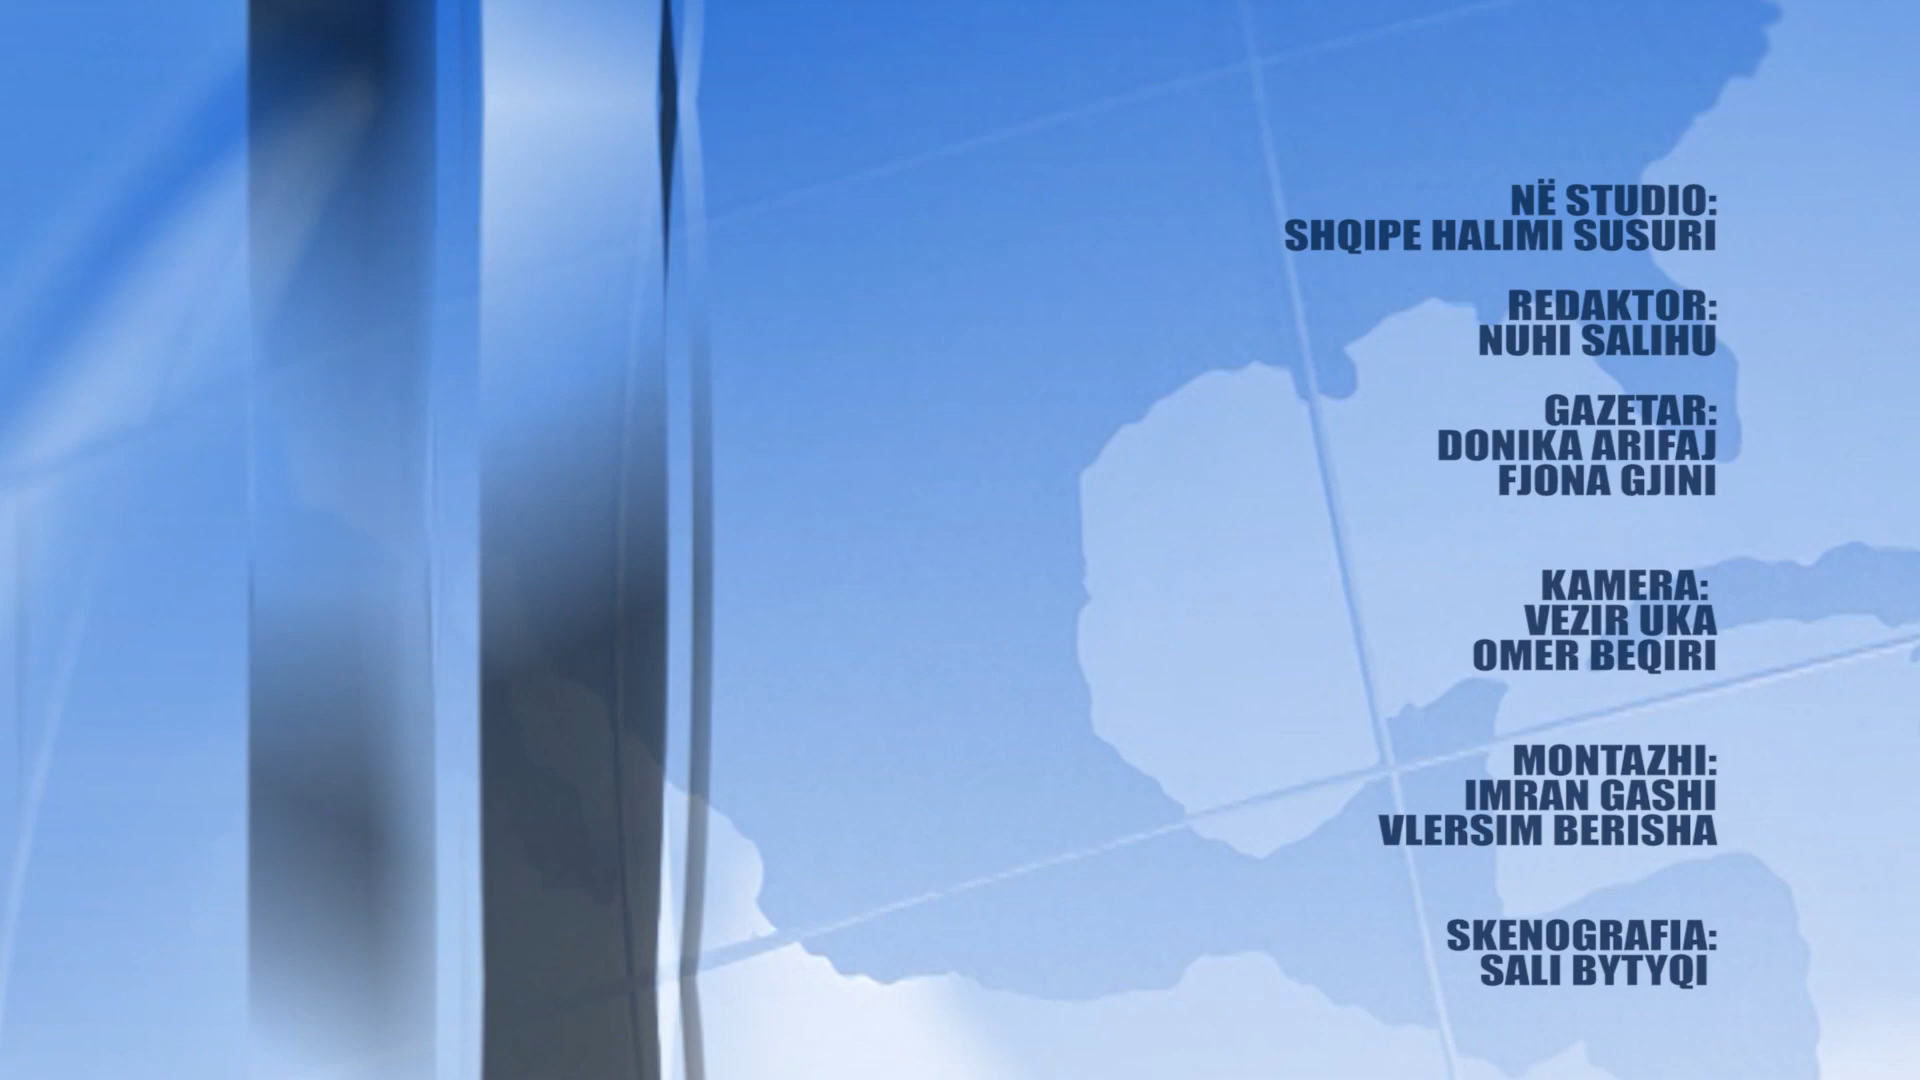 NË STUDIO:
SHQIPE HALIMI SUSURI
REDAKTOR:
NUHI SALIHU
GAZETAR:
DONIKA ARIFAJ
FJONA GJINI
KAMERA:
VEZIR UKA
OMER BEQIRI
MONTAZHI:
IMRAN GASHI
VLERSIM BERISHA
SKENOGRAFIA:
SALI BYTYQI